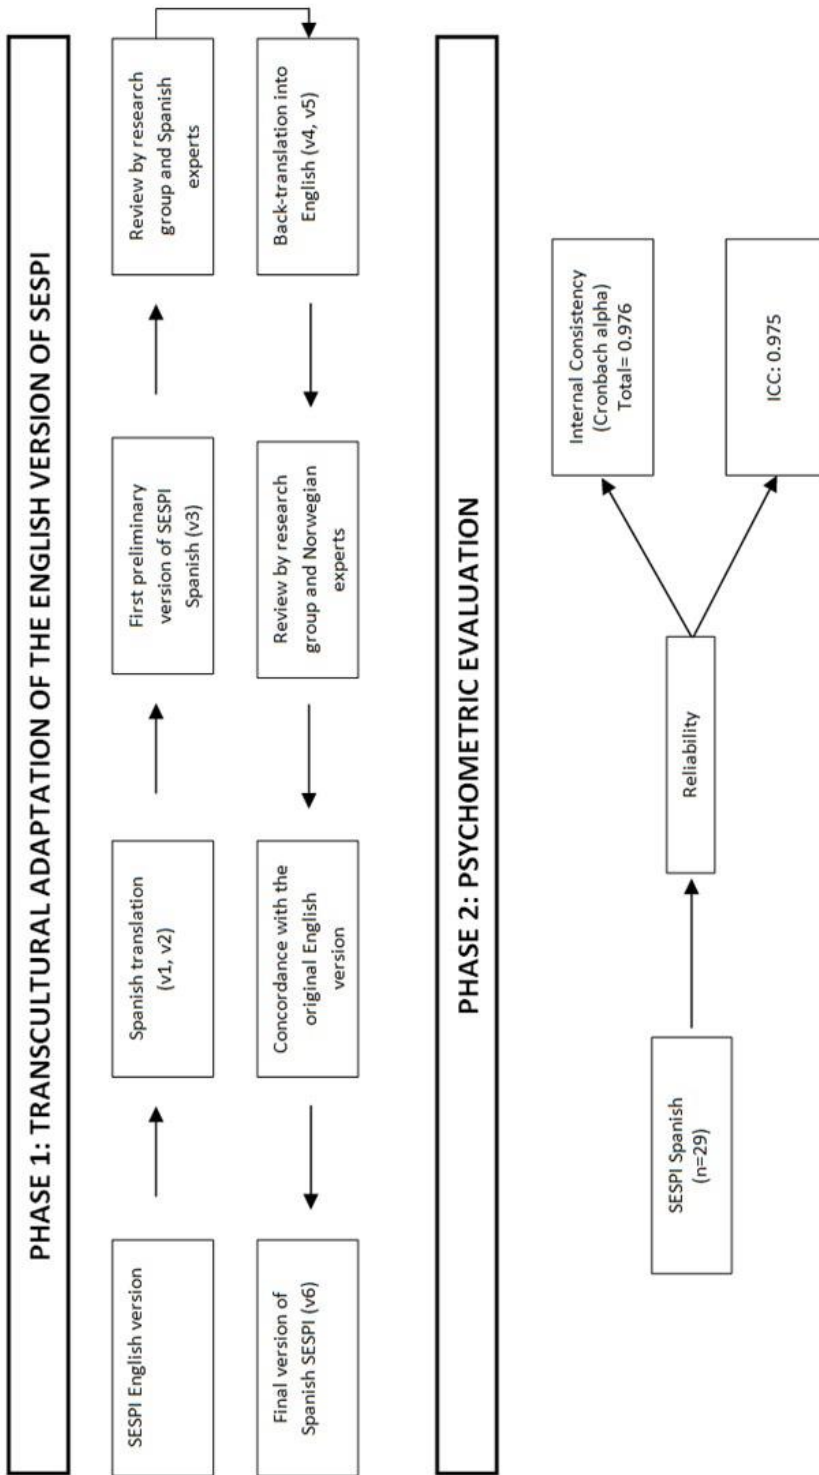 PHASE 1: TRANSCULTURAL ADAPTATION OF THE ENGLISH VERSION OF SESPI
SESPI English version
Spanish translation
(v1, v2)
First preliminary
version of SESPI
Spanish (v3)
Review by research
group and Spanish
experts
Back-translation into
English (v4, v5)
Review by research
group and Norwegian
experts
Concordance with the
original English
version
Final version of
Spanish SESPI (v6)
PHASE 2: PSYCHOMETRIC EVALUATION
SESPI Spanish
(n=29)
Reliability
Internal Consistency
(Cronbach alpha)
Total= 0.976
ICC: 0.975